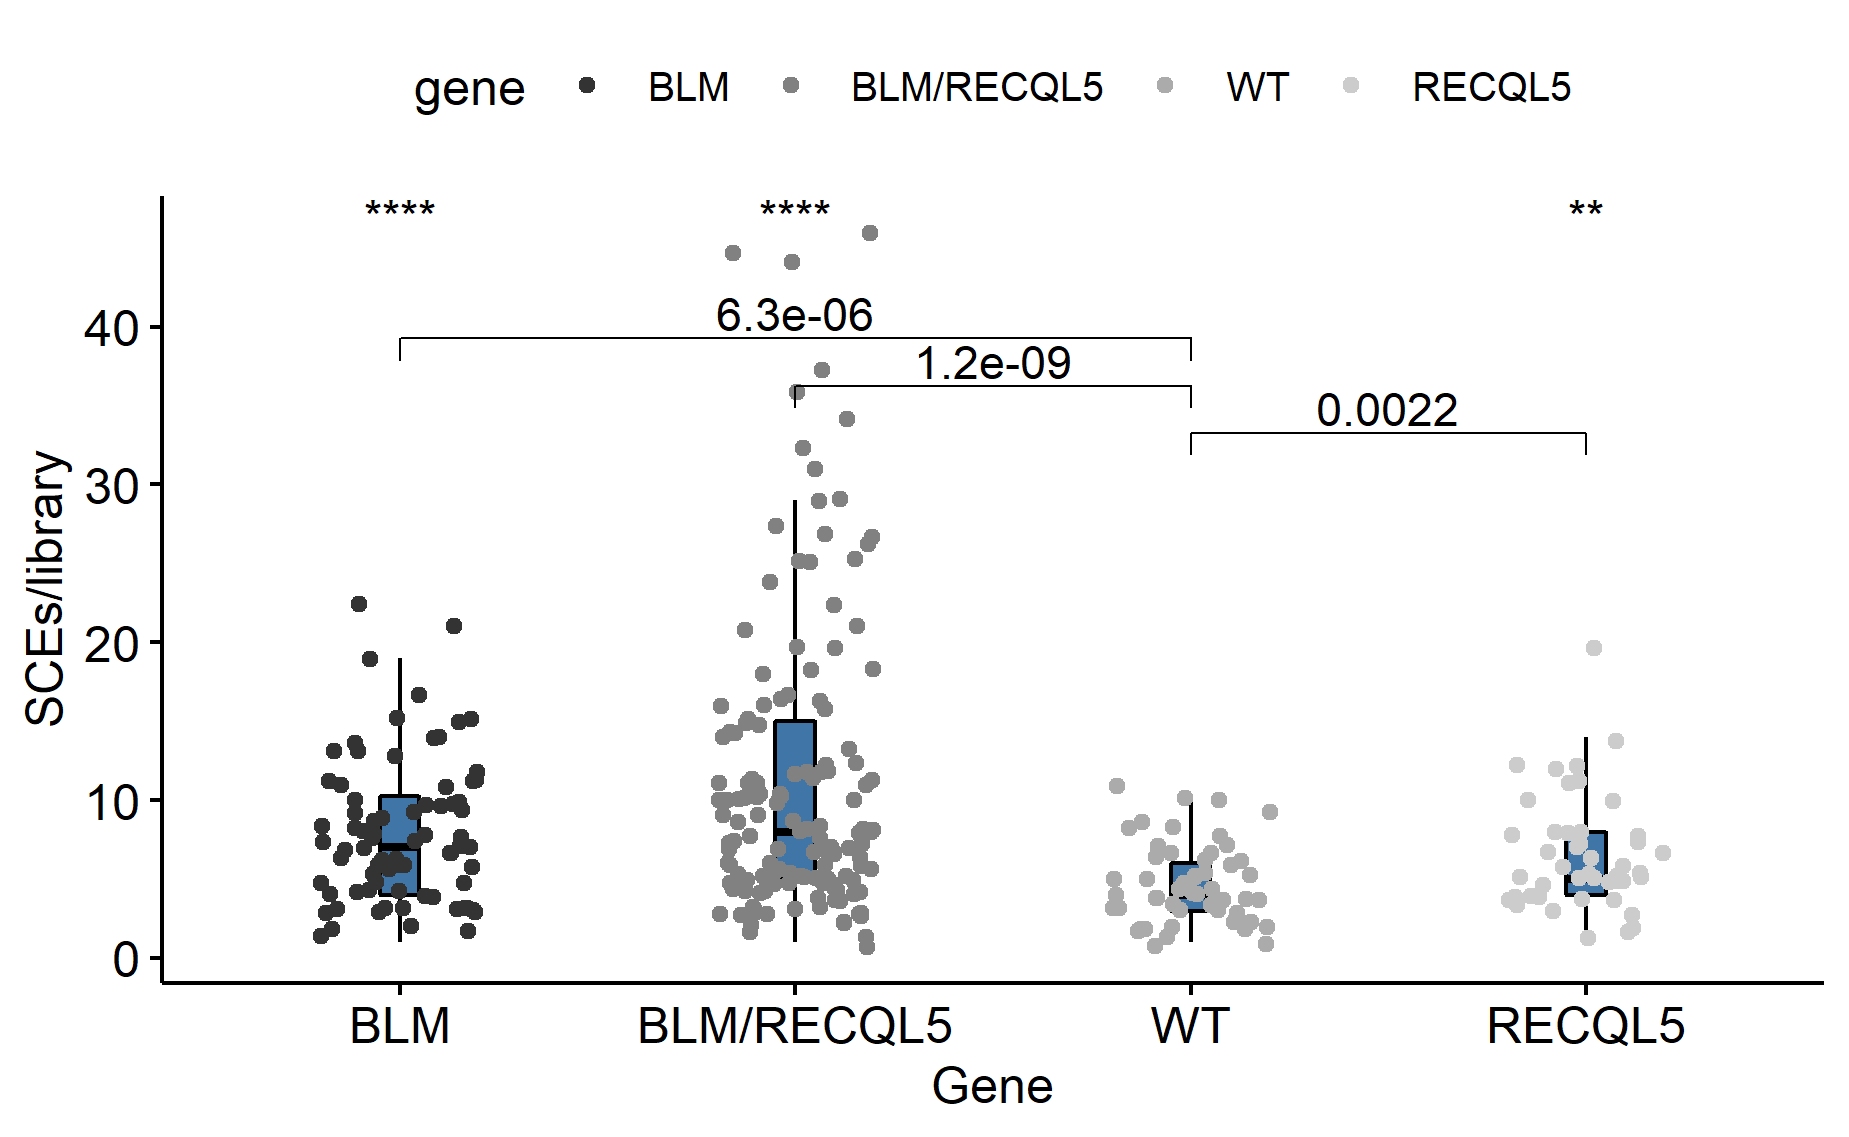 gene BLM BLM/RECQL5 WT RECQL5
**** **** **
40
6.3e-06
1.2e-09
0.0022
30
20
10
0
SCEs/library
BLM BLM/RECQL5 WT RECQL5
Gene